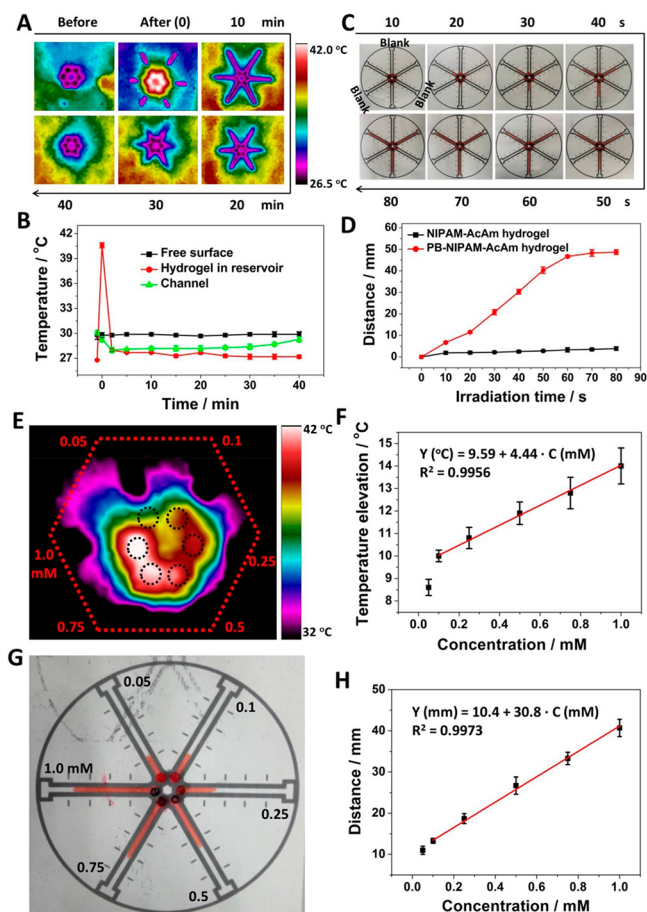 A
Before After (0) 10 min
42.0 ºC
26.5 ºC
40 30 20 min
C
10 20 30 40 s
Blank
Blank
Blank
80 70 60 50 s
B
Temperature / °C
42
39
36
33
30
27
Free surface
Hydrogel in reservoir
Channel
0 10 20 30 40
Time / min
D
Distance / mm
60
50
40
30
20
10
0
NIPAM-AcAm hydrogel
PB-NIPAM-AcAm hydrogel
0 10 20 30 40 50 60 70 80 90
Irradiation time / s
E
0.05
0.1
1.0
mM
0.25
0.75
0.5
42 ºC
32 ºC
F
Temperature elevation / °C
16
15
14
13
12
11
10
9
8
Y (ºC) = 9.59 + 4.44 · C (mM)
R² = 0.9956
0.0 0.2 0.4 0.6 0.8 1.0
Concentration / mM
G
0.05
0.1
1.0 mM
0.25
0.75
0.5
H
Distance / mm
50
40
30
20
10
Y (mm) = 10.4 + 30.8 · C (mM)
R² = 0.9973
0.0 0.2 0.4 0.6 0.8 1.0
Concentration / mM